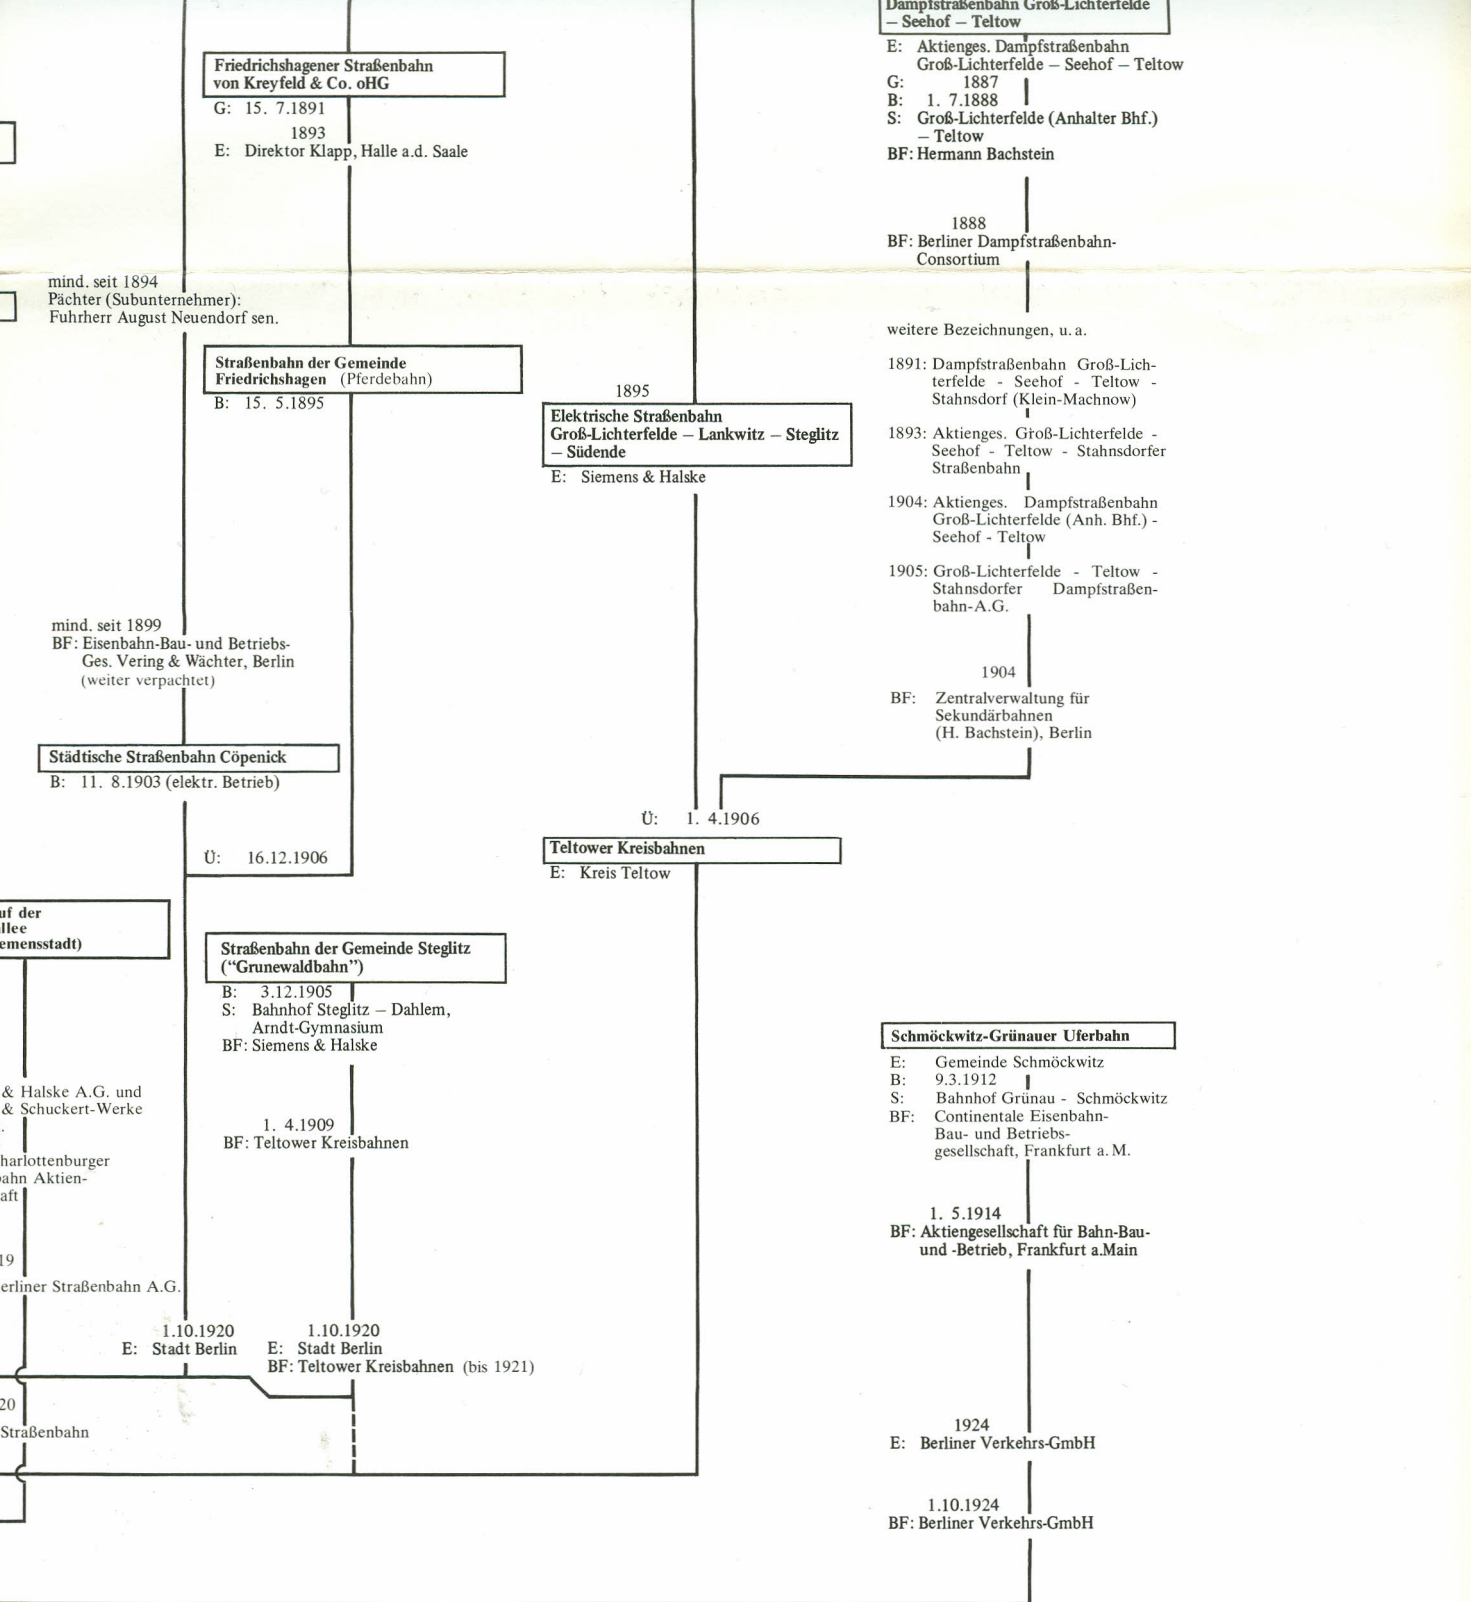 Dampfstraßenbahn Groß-Lichterfelde
– Seehof – Teltow
E: Aktienges. Dampfstraßenbahn
Groß-Lichterfelde – Seehof – Teltow
G: 1887
B: 1. 7.1888
S: Groß-Lichterfelde (Anhalter Bhf.)
– Teltow
BF: Hermann Bachstein
1888
BF: Berliner Dampfstraßenbahn-
Consortium
weitere Bezeichnungen, u. a.
1891: Dampfstraßenbahn Groß-Lich-
terfelde - Seehof - Teltow -
Stahnsdorf (Klein-Machnow)
1893: Aktienges. Groß-Lichterfelde -
Seehof - Teltow - Stahnsdorfer
Straßenbahn
1904: Aktienges. Dampfstraßenbahn
Groß-Lichterfelde (Anh. Bhf.) -
Seehof - Teltow
1905: Groß-Lichterfelde - Teltow -
Stahnsdorfer Dampfstraßen-
bahn-A.G.
1904
BF: Zentralverwaltung für
Sekundärbahnen
(H. Bachstein), Berlin
Friedrichshagener Straßenbahn
von Kreyfeld & Co. oHG
G: 15. 7.1891
1893
E: Direktor Klapp, Halle a.d. Saale
mind. seit 1894
Pächter (Subunternehmer):
Fuhrherr August Neuendorf sen.
Straßenbahn der Gemeinde
Friedrichshagen (Pferdebahn)
B: 15. 5.1895
1895
Elektrische Straßenbahn
Groß-Lichterfelde – Lankwitz – Steglitz
– Südende
E: Siemens & Halske
mind. seit 1899
BF: Eisenbahn-Bau- und Betriebs-
Ges. Vering & Wächter, Berlin
(weiter verpachtet)
Städtische Straßenbahn Cöpenick
B: 11. 8.1903 (elektr. Betrieb)
Ü: 16.12.1906
Ü: 1. 4.1906
Teltower Kreisbahnen
E: Kreis Teltow
uf der
llee
emensstadt)
Straßenbahn der Gemeinde Steglitz
(“Grunewaldbahn”)
B: 3.12.1905
S: Bahnhof Steglitz – Dahlem,
Arndt-Gymnasium
BF: Siemens & Halske
1. 4.1909
BF: Teltower Kreisbahnen
& Halske A.G. und
& Schuckert-Werke
.
harlottenburger
ahn Aktien-
aft
19
erliner Straßenbahn A.G.
1.10.1920
E: Stadt Berlin
1.10.1920
E: Stadt Berlin
BF: Teltower Kreisbahnen (bis 1921)
20
Straßenbahn
Schmöckwitz-Grünauer Uferbahn
E: Gemeinde Schmöckwitz
B: 9.3.1912
S: Bahnhof Grünau - Schmöckwitz
BF: Continentale Eisenbahn-
Bau- und Betriebs-
gesellschaft, Frankfurt a. M.
1. 5.1914
BF: Aktiengesellschaft für Bahn-Bau-
und -Betrieb, Frankfurt a.Main
1924
E: Berliner Verkehrs-GmbH
1.10.1924
BF: Berliner Verkehrs-GmbH